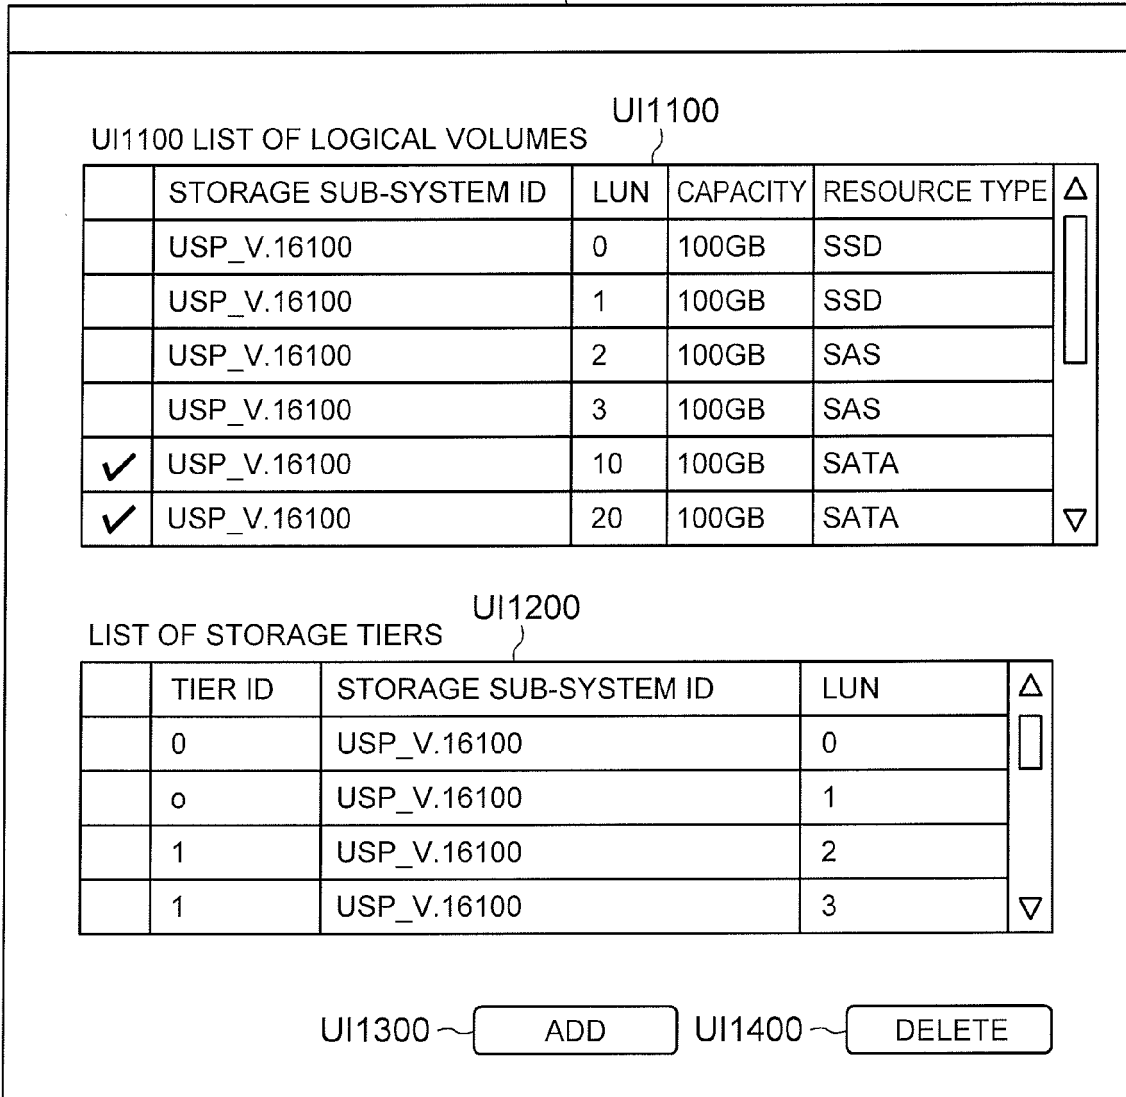 UI1100
UI1100 LIST OF LOGICAL VOLUMES
STORAGE SUB-SYSTEM ID LUN CAPACITY RESOURCE TYPE
USP_V.16100 0 100GB SSD
USP_V.16100 1 100GB SSD
USP_V.16100 2 100GB SAS
USP_V.16100 3 100GB SAS
✓ USP_V.16100 10 100GB SATA
✓ USP_V.16100 20 100GB SATA
UI1200
LIST OF STORAGE TIERS
TIER ID STORAGE SUB-SYSTEM ID LUN
0 USP_V.16100 0
o USP_V.16100 1
1 USP_V.16100 2
1 USP_V.16100 3
UI1300 ADD UI1400 DELETE